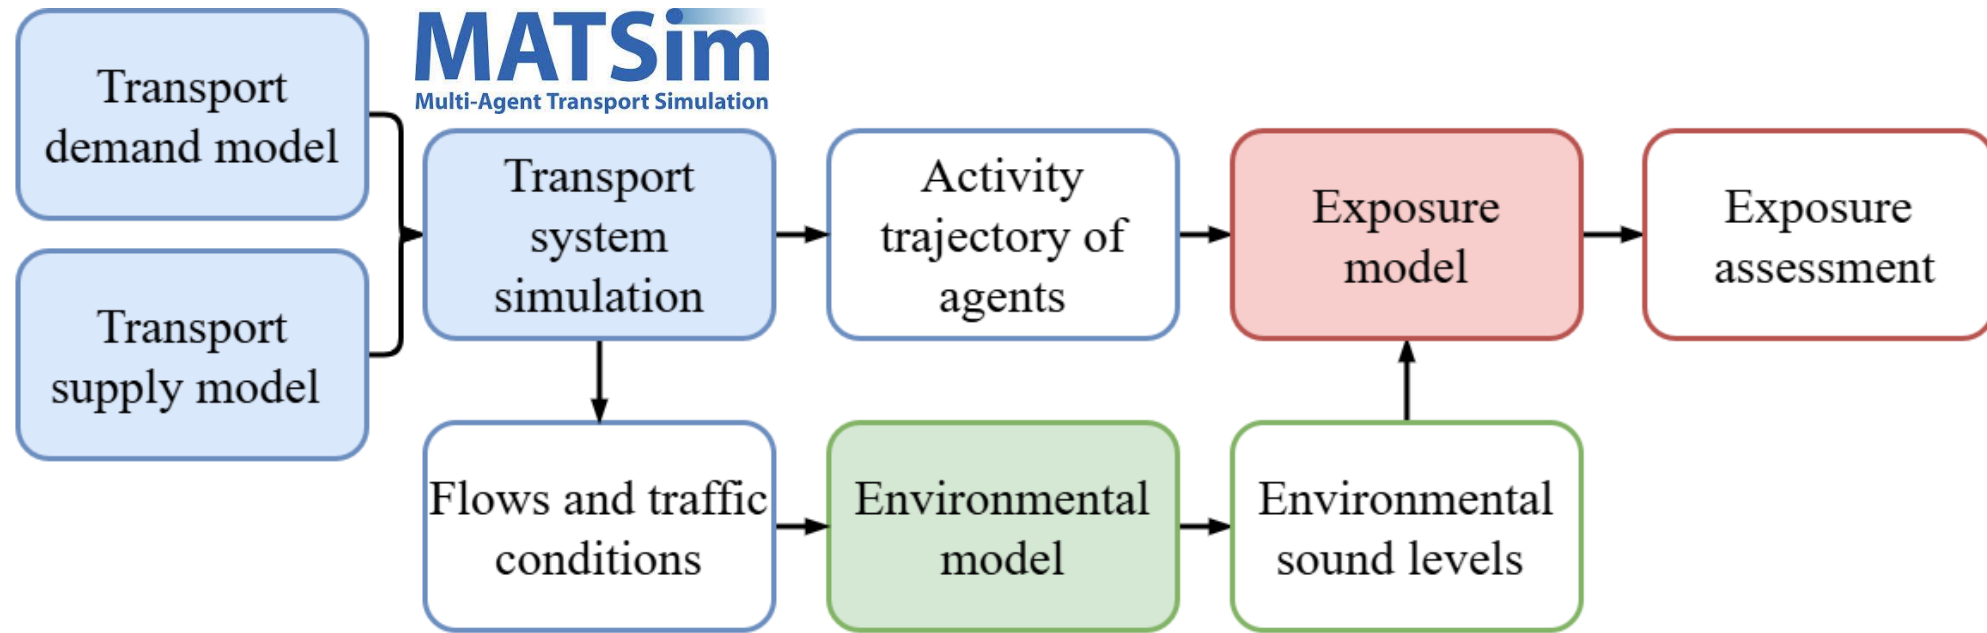 Transport
demand model
MATSim
Multi-Agent Transport Simulation
Transport
supply model
Transport
system
simulation
Activity
trajectory of
agents
Exposure
model
Exposure
assessment
Flows and traffic
conditions
Environmental
model
Environmental
sound levels